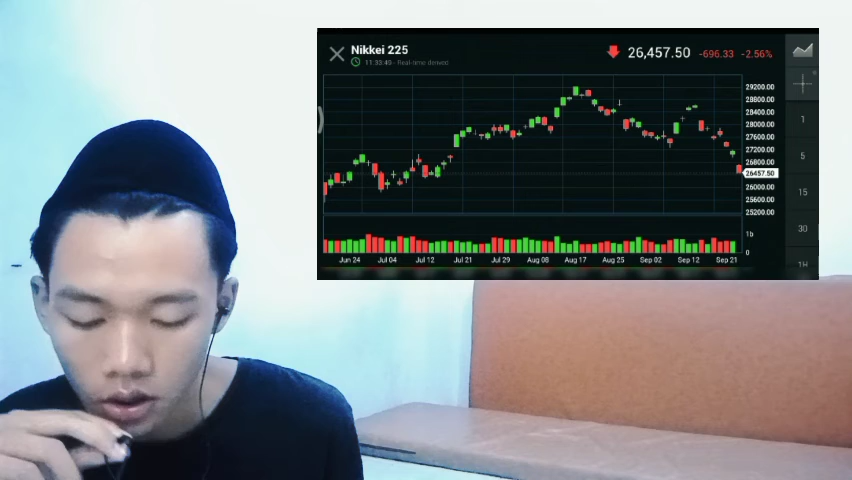 Nikkei 225
26,457.50 -696.33 -2.56%
Real-time derived
29200.00
28800.00
1
28400.00
28000.00
27600.00
5
27200.00
26800.00
26457.50
26000.00
15
25600.00
25200.00
1b
30
0
Jun 24 Jul 04 Jul 12 Jul 21 Jul 29 Aug 08 Aug 17 Aug 25 Sep 02 Sep 12 Sep 21
1H